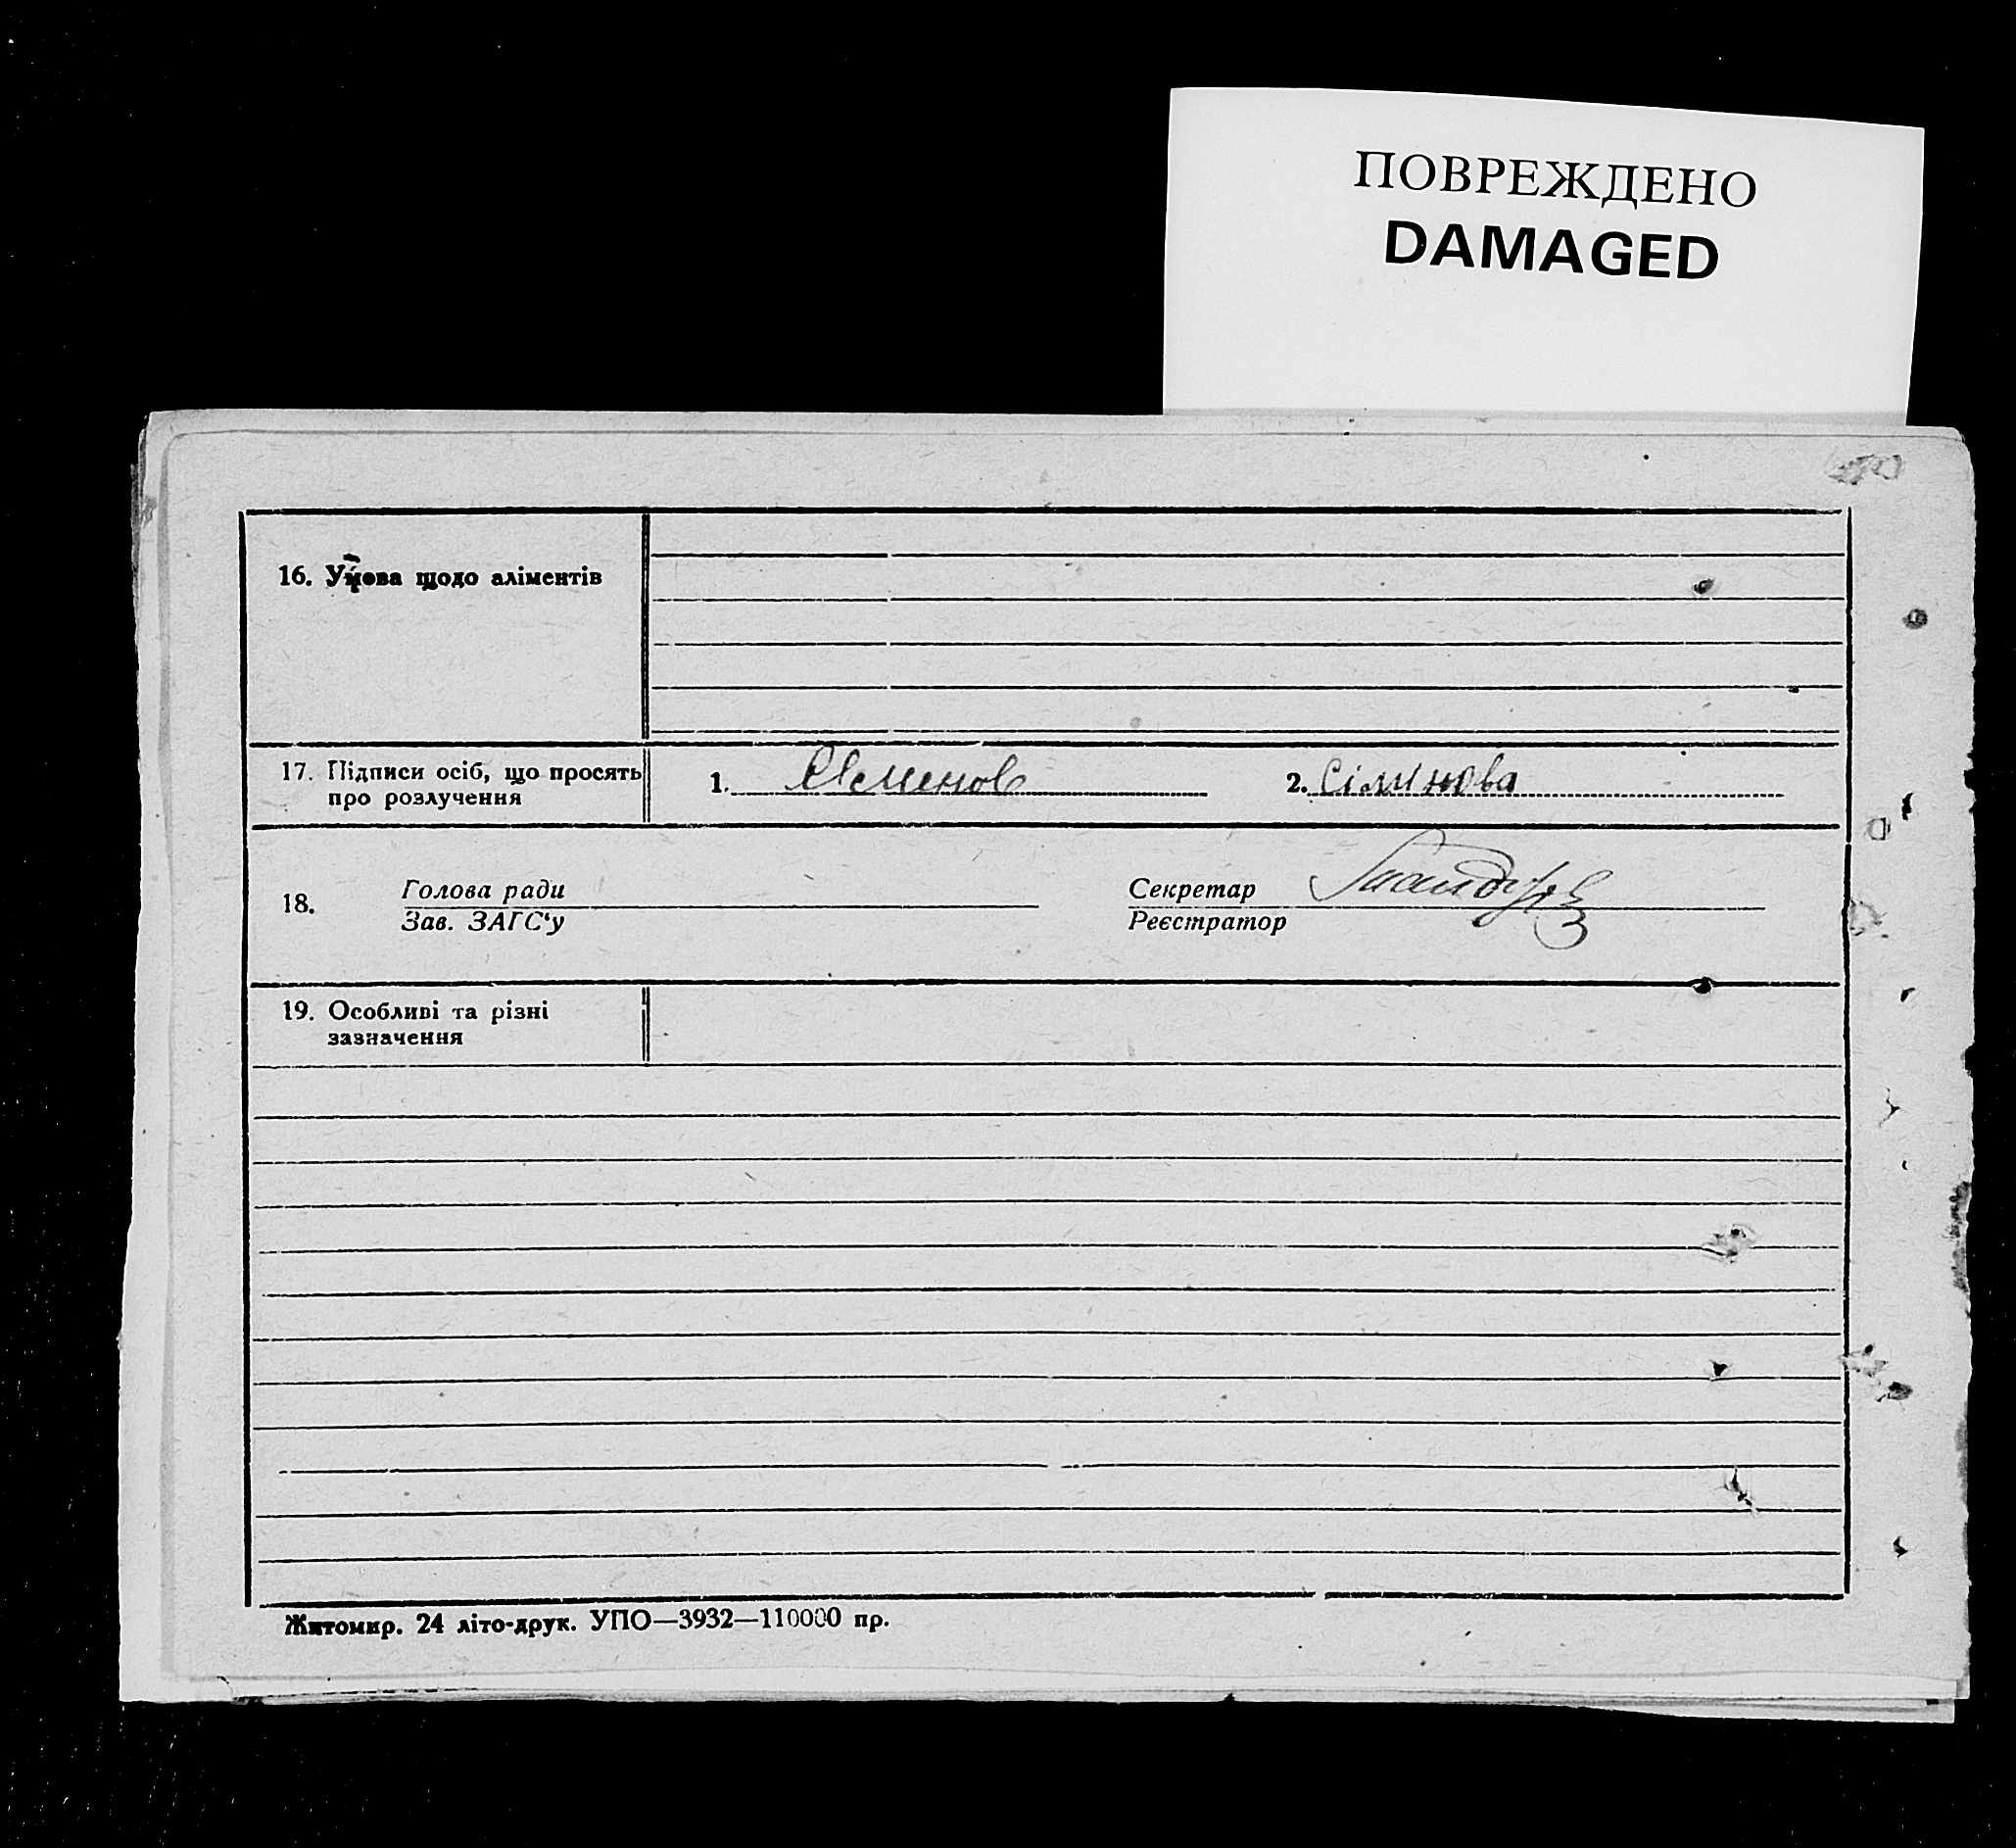 ПОВРЕЖДЕНО
DAMAGED
16. Умова щодо аліментів
17. Підписи осіб, що просять про розлучення
1. Семенов 2. Сімінова
18. Голова ради Секретар
Зав. ЗАГС‘у Реєстратор
19. Особливі та різні
зазначення
Житомир. 24 літо-друк. УПО—3932—110000 пр.